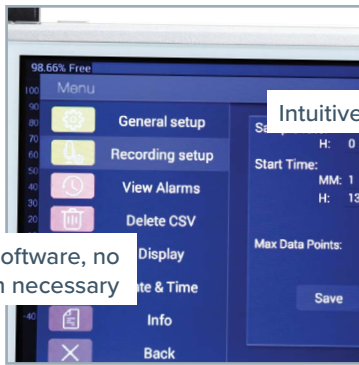 98.66% Free
100 Menu
90
80 General setup
70
60 Recording setup
50
40 View Alarms
30
20 Delete CSV
Display
Date & Time
-40 Info
Back
Intuitive
H: 0
Start Time:
MM: 1
H: 13
Max Data Points:
Save
software, no
necessary